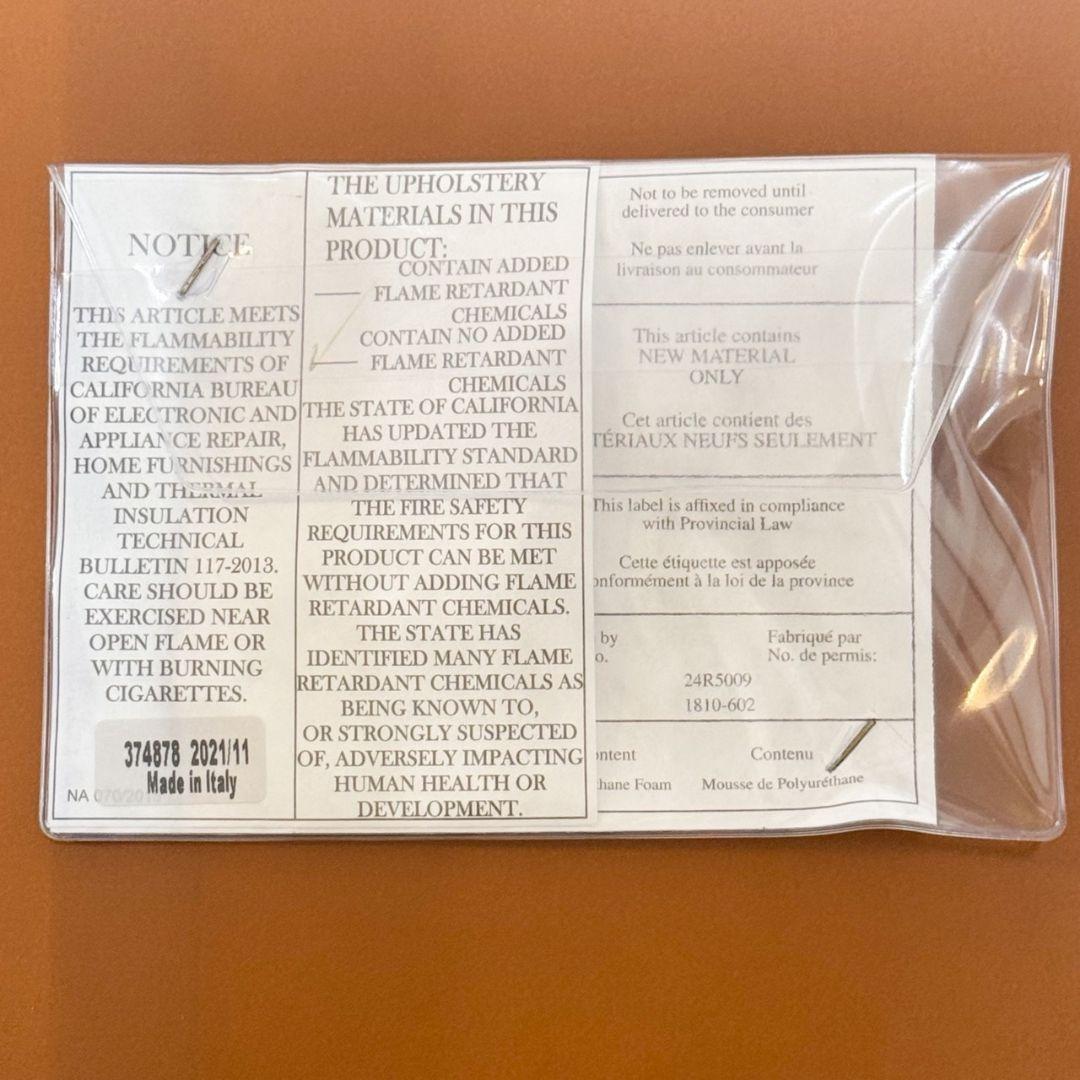 NOTICE
THIS ARTICLE MEETS
THE FLAMMABILITY
REQUIREMENTS OF
CALIFORNIA BUREAU
OF ELECTRONIC AND
APPLIANCE REPAIR,
HOME FURNISHINGS
AND THERMAL
INSULATION
TECHNICAL
BULLETIN 117-2013.
CARE SHOULD BE
EXERCISED NEAR
OPEN FLAME OR
WITH BURNING
CIGARETTES.
374878 2021/11
Made in Italy
NA
THE UPHOLSTERY
MATERIALS IN THIS
PRODUCT:
CONTAIN ADDED
FLAME RETARDANT
CHEMICALS
CONTAIN NO ADDED
FLAME RETARDANT
CHEMICALS
THE STATE OF CALIFORNIA
HAS UPDATED THE
FLAMMABILITY STANDARD
AND DETERMINED THAT
THE FIRE SAFETY
REQUIREMENTS FOR THIS
PRODUCT CAN BE MET
WITHOUT ADDING FLAME
RETARDANT CHEMICALS.
THE STATE HAS
IDENTIFIED MANY FLAME
RETARDANT CHEMICALS AS
BEING KNOWN TO,
OR STRONGLY SUSPECTED
OF, ADVERSELY IMPACTING
HUMAN HEALTH OR
DEVELOPMENT.
Not to be removed until
delivered to the consumer
Ne pas enlever avant la
livraison au consommateur
This article contains
NEW MATERIAL
ONLY
Cet article contient des
TÉRIAUX NEUFS SEULEMENT
This label is affixed in compliance
with Provincial Law
Cette étiquette est apposée
onformément à la loi de la province
by
o.
Fabriqué par
No. de permis:
24R5009
1810-602
ontent
Contenu
thane Foam
Mousse de Polyuréthane